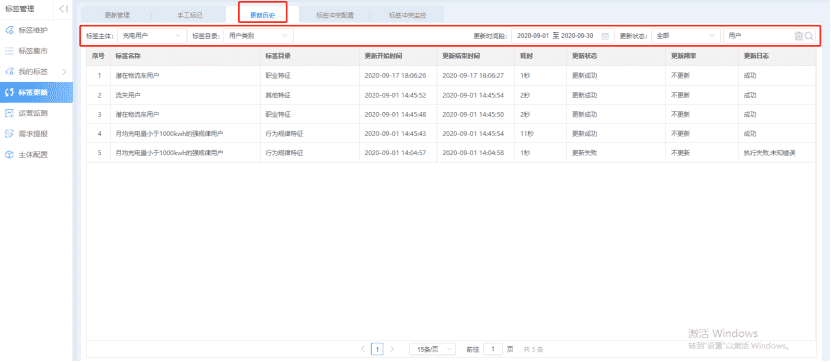 标签管理
更新管理 手工标记 更新历史 标签冲突配置 标签冲突监控
标签维护
标签集市
我的标签
标签更新
运营监测
需求提报
主体配置
标签主体： 充电用户 标签目录： 用户类别 更新时间段： 2020-09-01 至 2020-09-30 更新状态： 全部 用户
序号 标签名称 标签目录 更新开始时间 更新结束时间 耗时 更新状态 更新频率 更新日志
1 潜在物流车用户 职业特征 2020-09-17 18:06:26 2020-09-17 18:06:27 1秒 更新成功 不更新 成功
2 流失用户 其他特征 2020-09-01 14:45:52 2020-09-01 14:45:54 2秒 更新成功 不更新 成功
3 潜在物流车用户 职业特征 2020-09-01 14:45:48 2020-09-01 14:45:50 2秒 更新成功 不更新 成功
4 月均充电量小于1000kwh的强规律用户 行为规律特征 2020-09-01 14:45:43 2020-09-01 14:45:54 11秒 更新成功 不更新 成功
5 月均充电量小于1000kwh的强规律用户 行为规律特征 2020-09-01 14:04:57 2020-09-01 14:04:58 1秒 更新失败 不更新 执行失败,未知错误
激活 Windows
转到"设置"以激活 Windows。
1 15条/页 前往 1 页 共 5 条